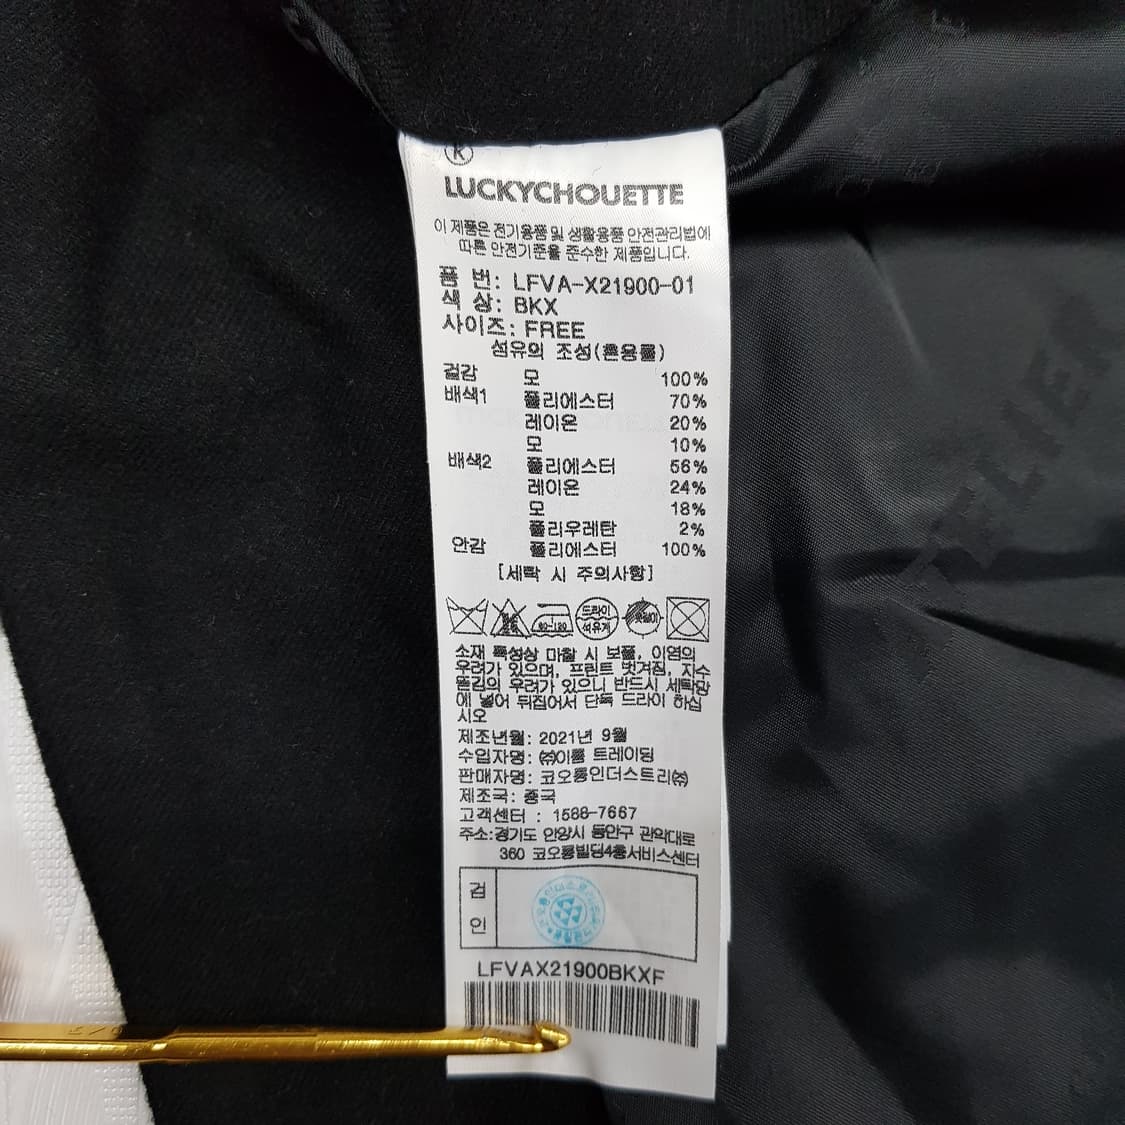 LUCKYCHOUETTE
이 제품은 전기용품 및 생활용품 안전관리법에
따른 안전기준을 준수한 제품입니다.
품 번: LFVA-X21900-01
색 상: BKX
사이즈: FREE
섬유의 조성(혼용률)
겉감 모 100%
배색1 폴리에스터 70%
레이온 20%
모 10%
배색2 폴리에스터 56%
레이온 24%
모 18%
폴리우레탄 2%
안감 폴리에스터 100%
[세탁 시 주의사항]
80-120 드라이
석유계
소재 특성상 마찰 시 보풀, 이염의
우려가 있으며, 프린트 벗겨짐, 자수
뜯김의 우려가 있으니 반드시 세탁망
에 넣어 뒤집어서 단독 드라이 하십
시오
제조년월: 2021년 9월
수입자명: ㈜이룸 트레이딩
판매자명: 코오롱인더스트리㈜
제조국: 중국
고객센터 : 1588-7667
주소:경기도 안양시 동안구 관악대로
360 코오롱빌딩4층서비스센터
검
인
LFVAX21900BKXF
ATELIER